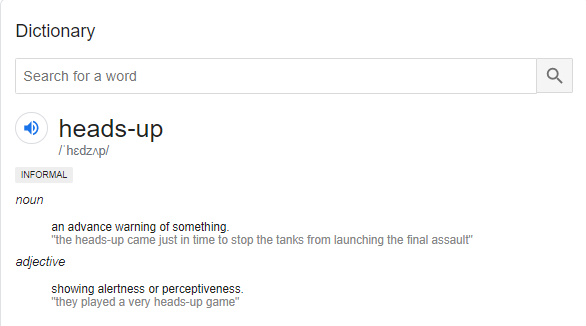 Dictionary
Search for a word
heads-up
/ˈhɛdzʌp/
INFORMAL
noun
an advance warning of something.
"the heads-up came just in time to stop the tanks from launching the final assault"
adjective
showing alertness or perceptiveness.
"they played a very heads-up game"